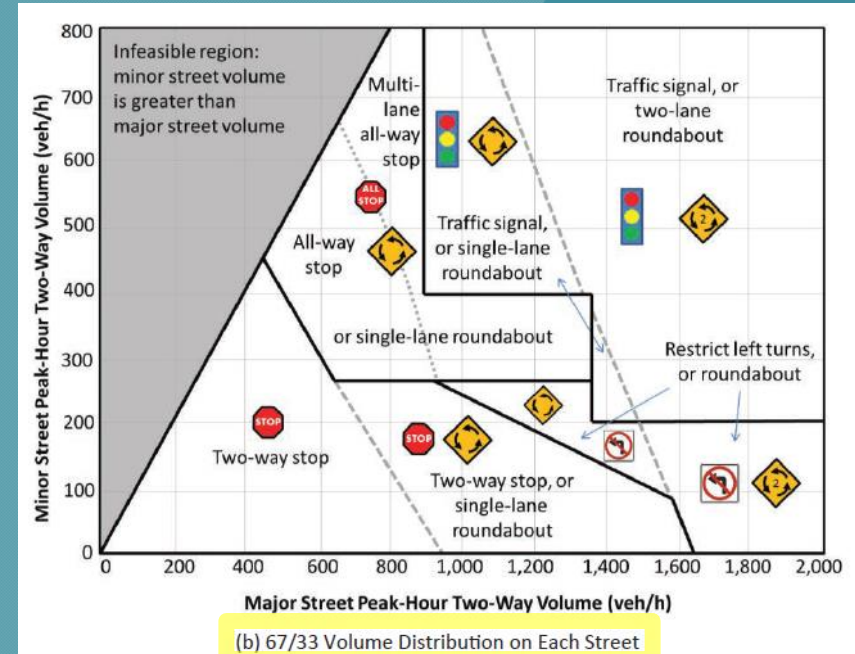 800
700
600
500
400
300
200
100
0
Minor Street Peak-Hour Two-Way Volume (veh/h)
Infeasible region:
minor street volume
is greater than
major street volume
Multi-
lane
all-way
stop
Traffic signal, or
two-lane
roundabout
ALL
STOP
2
All-way
stop
Traffic signal,
or single-lane
roundabout
or single-lane roundabout
Restrict left turns,
or roundabout
STOP
Two-way stop
STOP
Two-way stop, or
single-lane
roundabout
2
0 200 400 600 800 1,000 1,200 1,400 1,600 1,800 2,000
Major Street Peak-Hour Two-Way Volume (veh/h)
(b) 67/33 Volume Distribution on Each Street